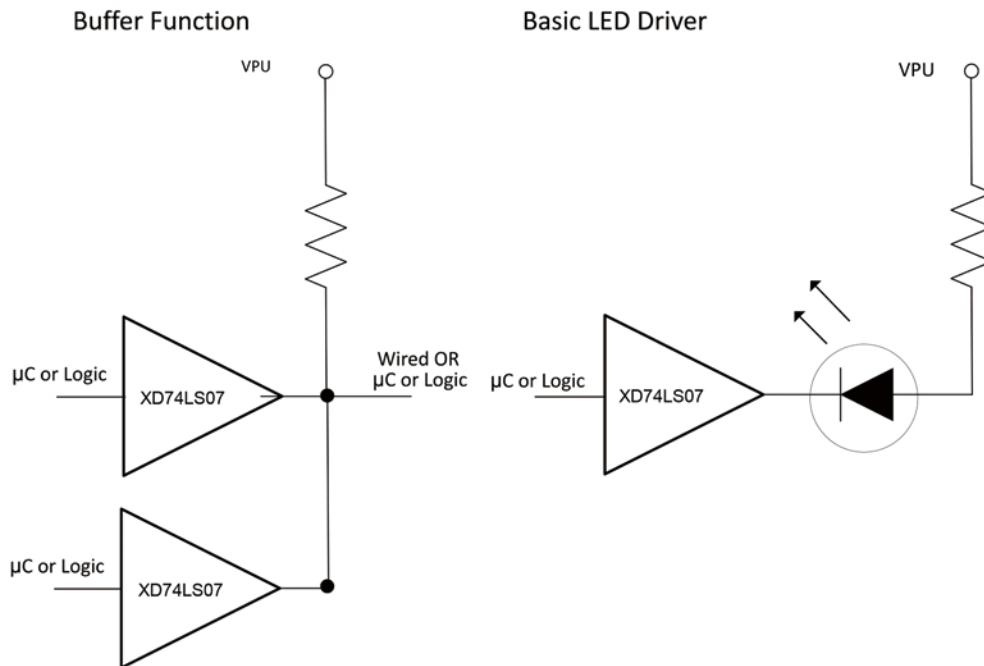 Buffer Function
VPU
μC or Logic
XD74LS07
Wired OR
μC or Logic
μC or Logic
XD74LS07
Basic LED Driver
VPU
μC or Logic
XD74LS07